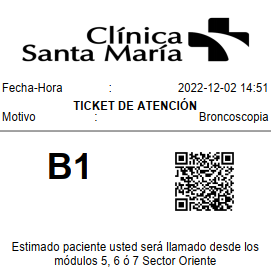 Clínica
Santa María
Fecha-Hora : 2022-12-02 14:51
TICKET DE ATENCIÓN
Motivo : Broncoscopia
B1
Estimado paciente usted será llamado desde los
módulos 5, 6 ó 7 Sector Oriente